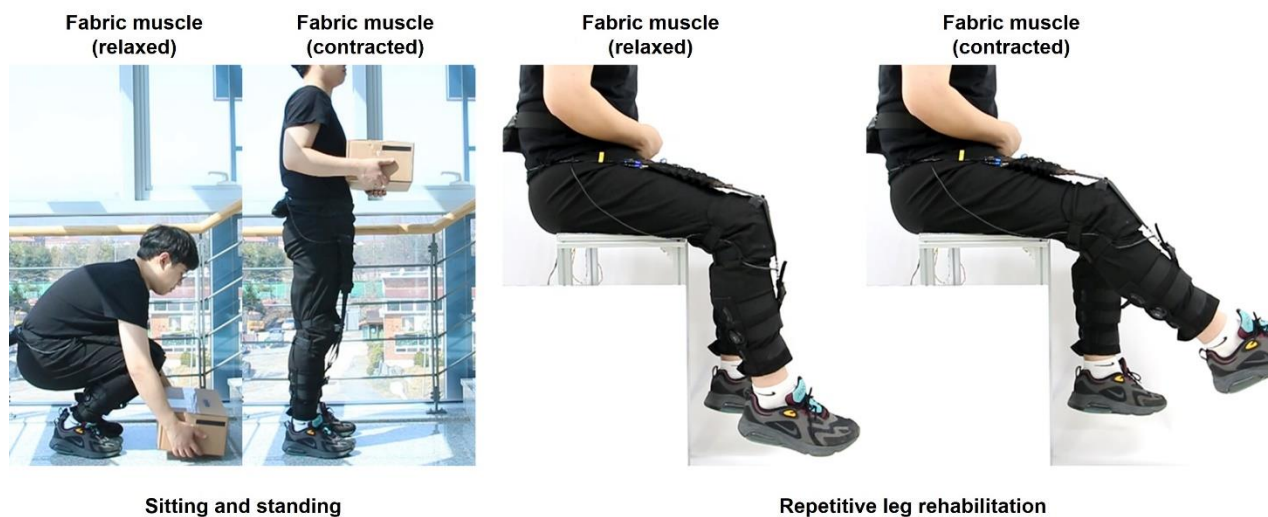 Fabric muscle
(relaxed)
Fabric muscle
(contracted)
Fabric muscle
(relaxed)
Fabric muscle
(contracted)
Sitting and standing
Repetitive leg rehabilitation